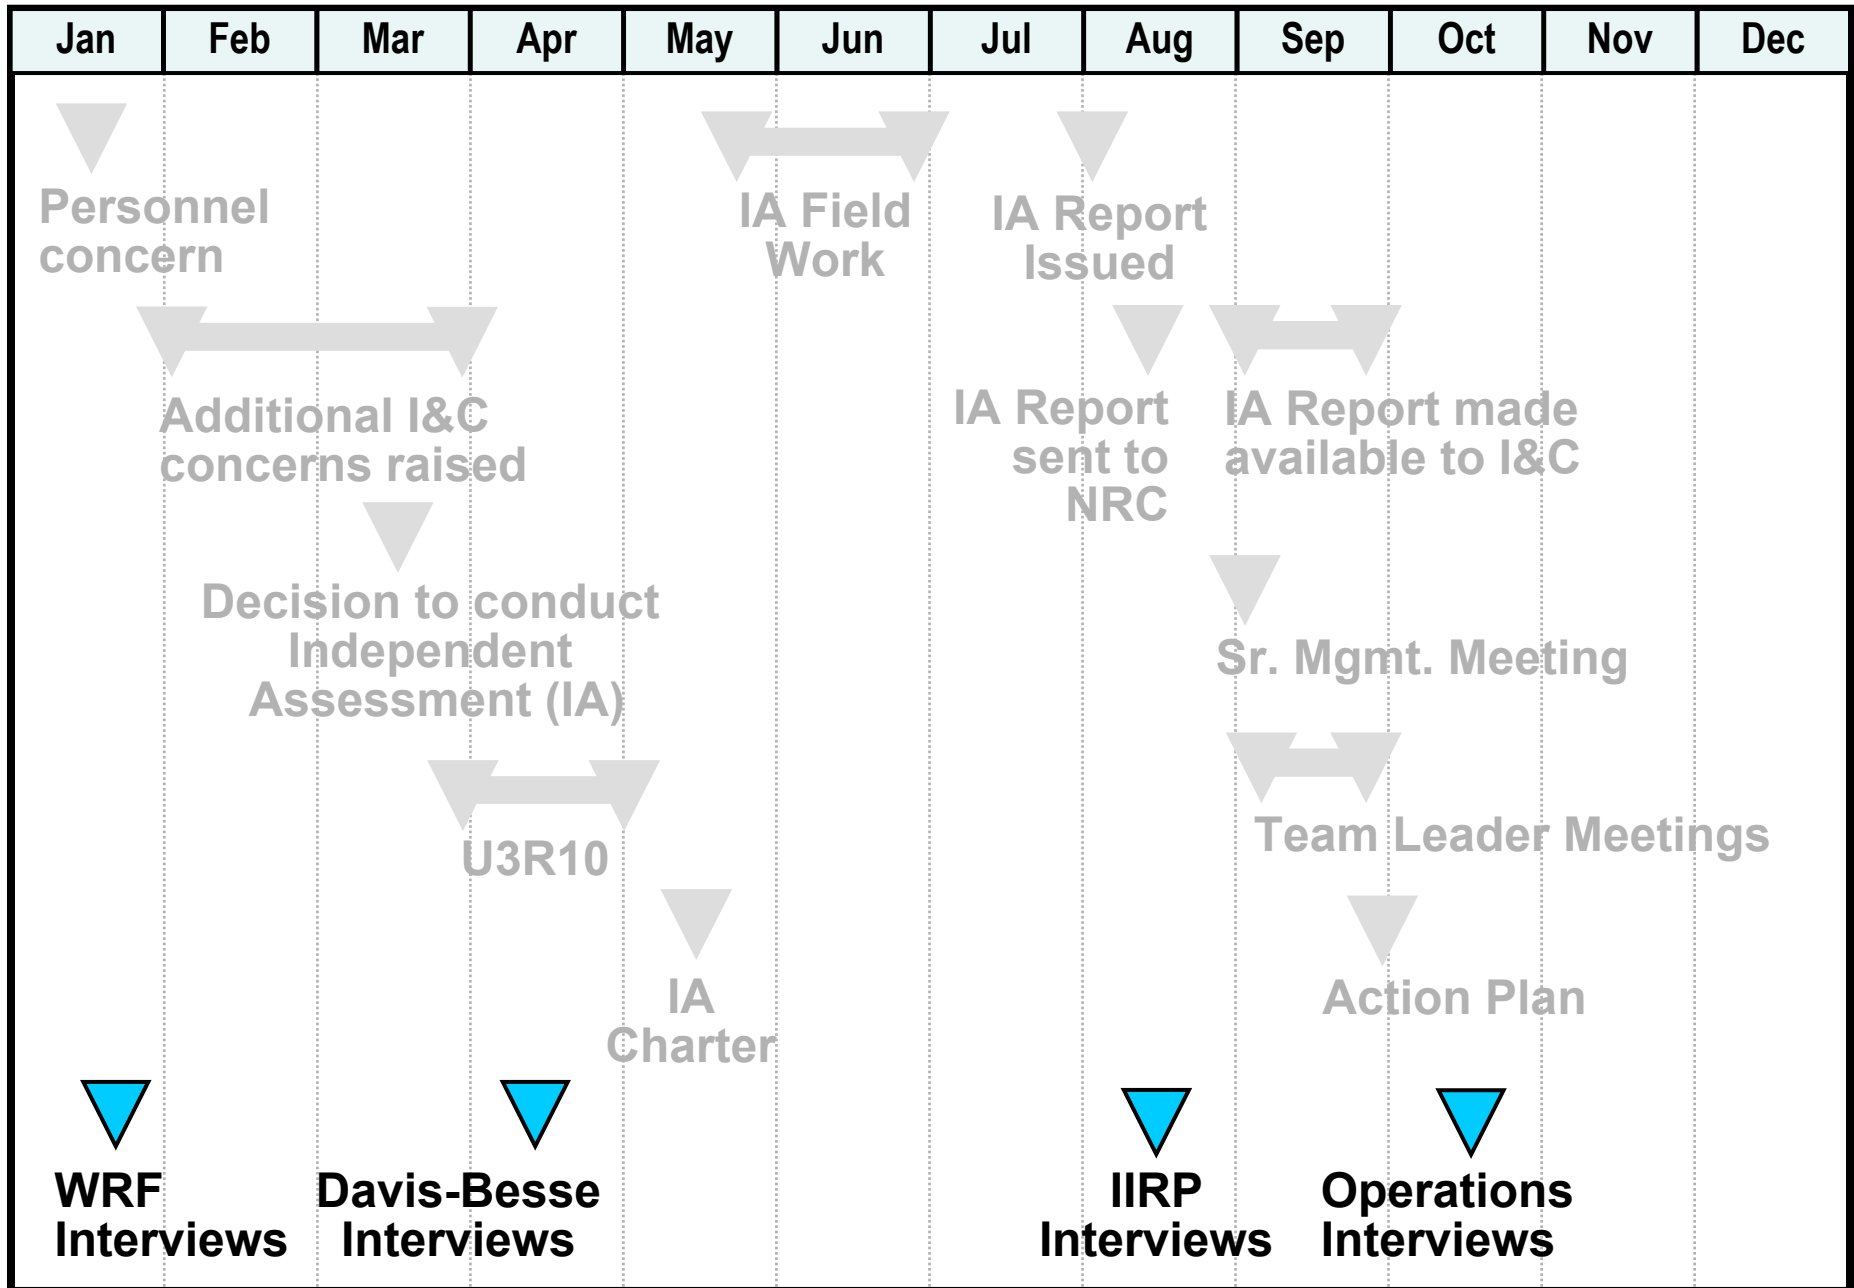 Jan Feb Mar Apr May Jun Jul Aug Sep Oct Nov Dec
Personnel
concern
IA Field
Work
IA Report
Issued
Additional I&C
concerns raised
IA Report
sent to
NRC
IA Report made
available to I&C
Decision to conduct
Independent
Assessment (IA)
Sr. Mgmt. Meeting
U3R10
Team Leader Meetings
IA
Charter
Action Plan
WRF
Interviews
Davis-Besse
Interviews
IIRP
Interviews
Operations
Interviews